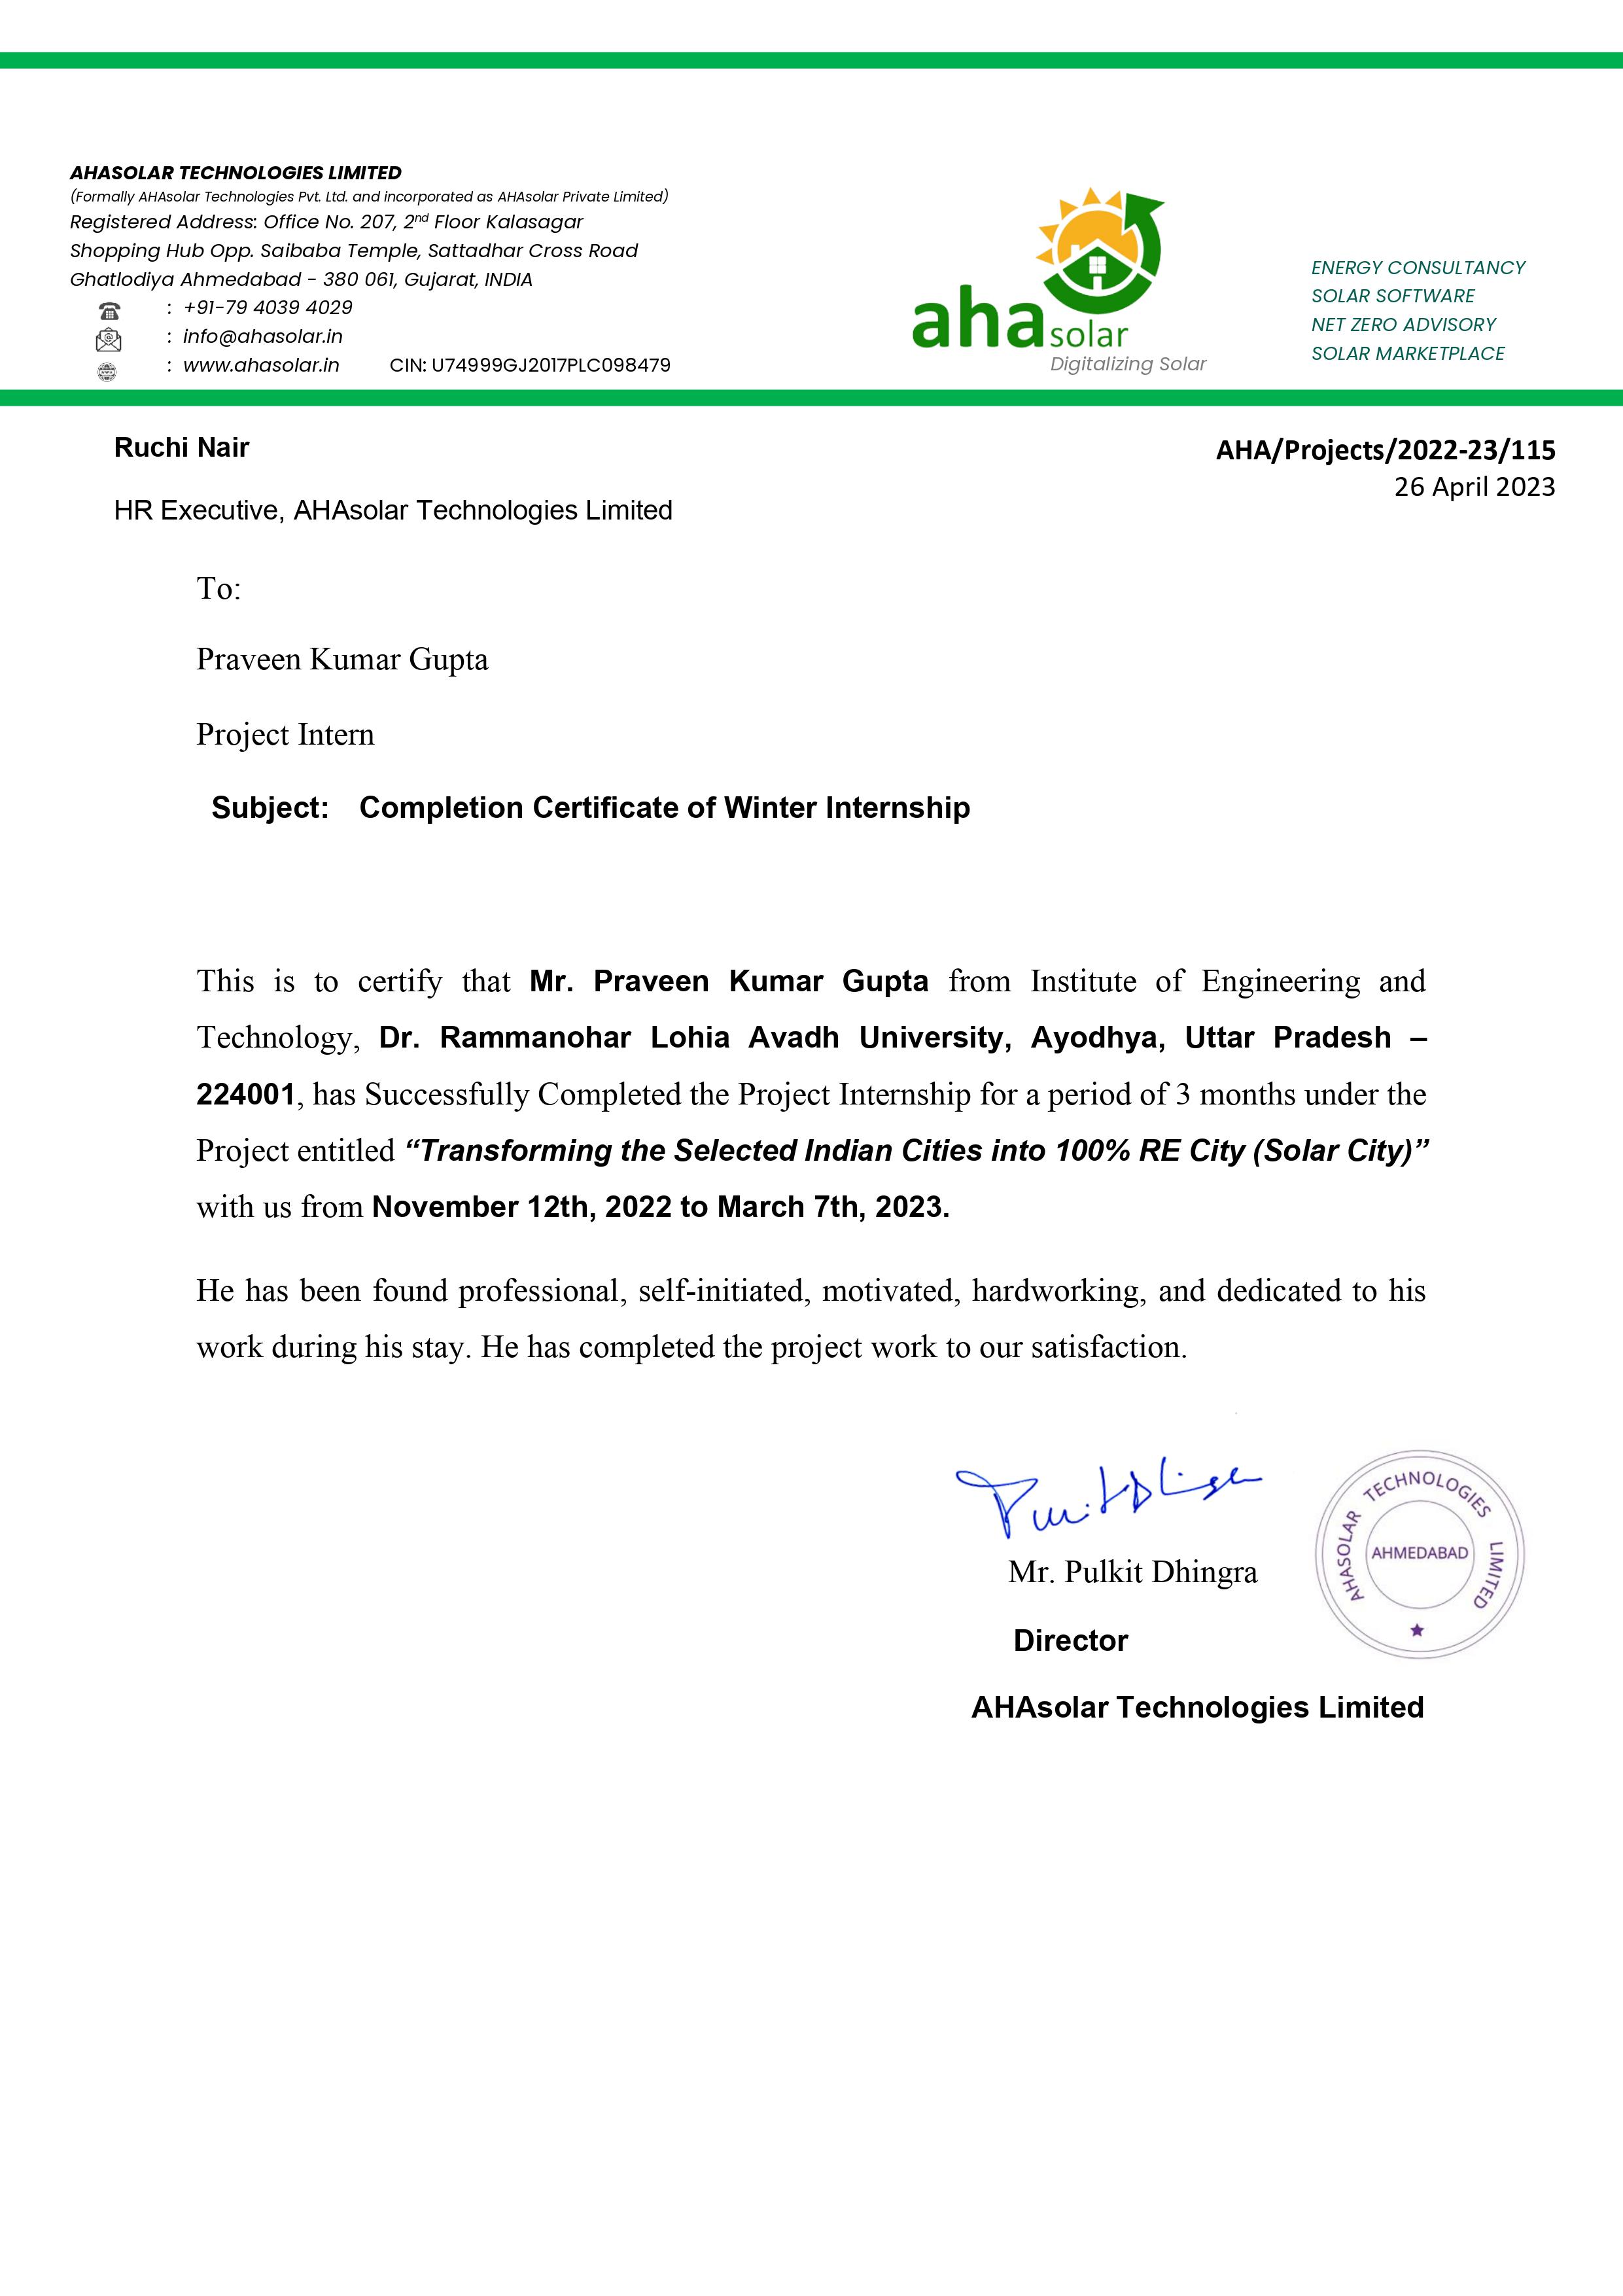 AHASOLAR TECHNOLOGIES LIMITED
(Formally AHAsolar Technologies Pvt. Ltd. and incorporated as AHAsolar Private Limited)
Registered Address: Office No. 207, 2nd Floor Kalasagar
Shopping Hub Opp. Saibaba Temple, Sattadhar Cross Road
Ghatlodiya Ahmedabad - 380 061, Gujarat, INDIA
: +91-79 4039 4029
: info@ahasolar.in
: www.ahasolar.in CIN: U74999GJ2017PLC098479
aha solar
Digitalizing Solar
ENERGY CONSULTANCY
SOLAR SOFTWARE
NET ZERO ADVISORY
SOLAR MARKETPLACE
Ruchi Nair
HR Executive, AHAsolar Technologies Limited
AHA/Projects/2022-23/115
26 April 2023
To:
Praveen Kumar Gupta
Project Intern
Subject: Completion Certificate of Winter Internship
This is to certify that Mr. Praveen Kumar Gupta from Institute of Engineering and
Technology, Dr. Rammanohar Lohia Avadh University, Ayodhya, Uttar Pradesh –
224001, has Successfully Completed the Project Internship for a period of 3 months under the
Project entitled “Transforming the Selected Indian Cities into 100% RE City (Solar City)”
with us from November 12th, 2022 to March 7th, 2023.
He has been found professional, self-initiated, motivated, hardworking, and dedicated to his
work during his stay. He has completed the project work to our satisfaction.
Mr. Pulkit Dhingra
Director
AHAsolar Technologies Limited
AHASOLAR TECHNOLOGIES LIMITED
AHMEDABAD